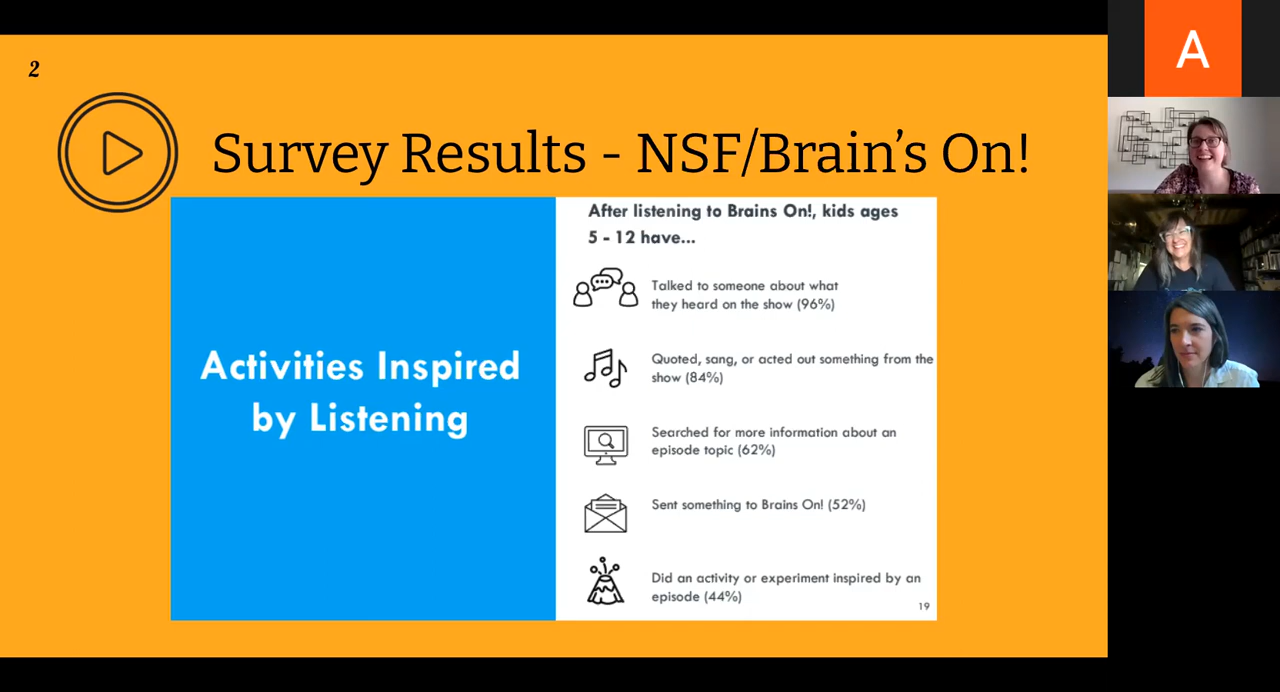 2
Survey Results - NSF/Brain's On!
Activities Inspired
by Listening
After listening to Brains On!, kids ages
5 - 12 have...
Talked to someone about what
they heard on the show (96%)
Quoted, sang, or acted out something from the
show (84%)
Searched for more information about an
episode topic (62%)
Sent something to Brains On! (52%)
Did an activity or experiment inspired by an
episode (44%)
19
A